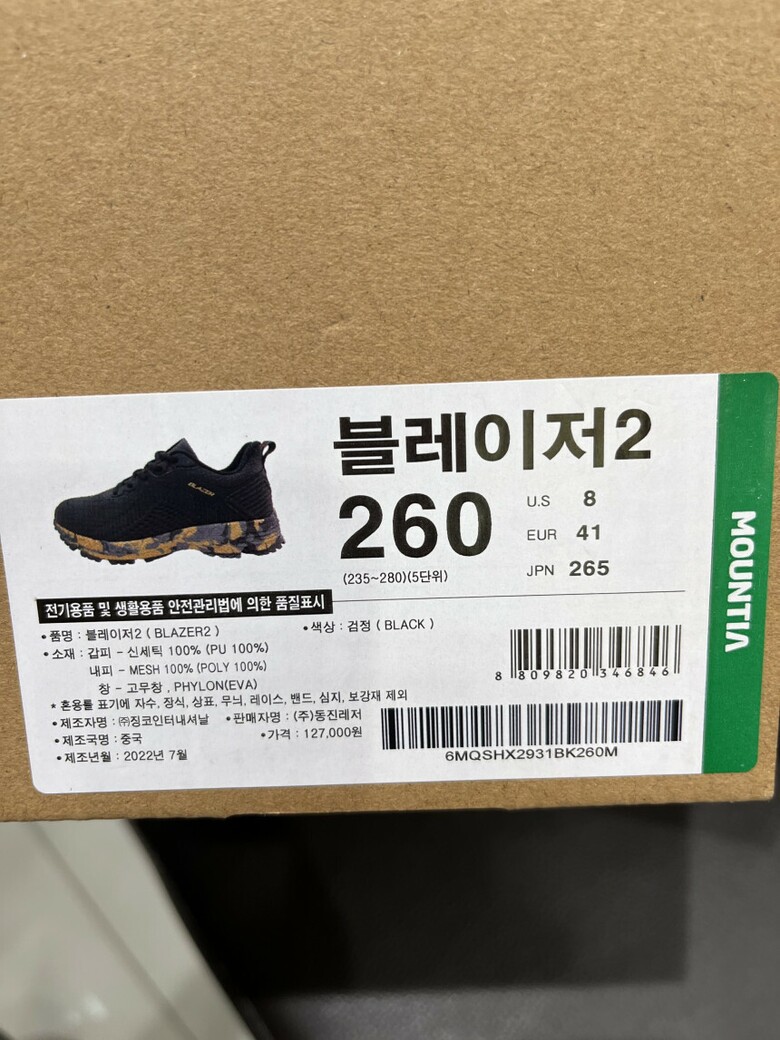 블레이저2
260
U.S 8
EUR 41
JPN 265
(235~280)(5단위)
MOUNTIA
BLAZER
전기용품 및 생활용품 안전관리법에 의한 품질표시
•품명 : 블레이저2 ( BLAZER2 )
•색상 : 검정 ( BLACK )
•소재 : 갑피 - 신세틱 100% (PU 100%)
내피 - MESH 100% (POLY 100%)
창 - 고무창 , PHYLON(EVA)
* 혼용률 표기에 자수, 장식, 상표, 무늬, 레이스, 밴드, 심지, 보강재 제외
•제조자명 : ㈜징코인터내셔날 •판매자명 : (주)동진레저
•제조국명 : 중국 •가격 : 127,000원
•제조년월 : 2022년 7월
8 809820 346846
6MQSHX2931BK260M